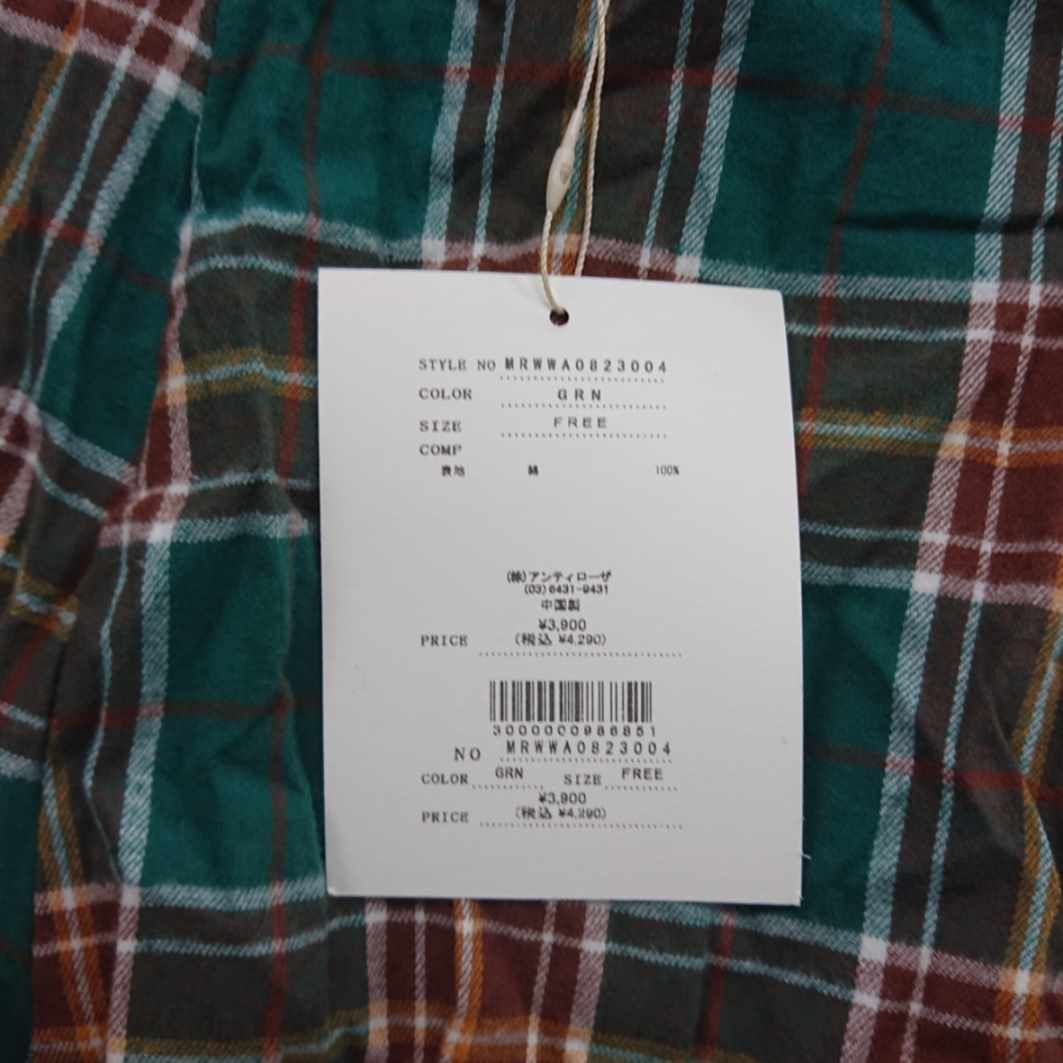 STYLE NO MRWWA0823004
COLOR GRN
SIZE FREE
COMP
表地 綿 100%
(株)アンティローザ
(03)6431-9431
中国製
¥3,900
PRICE (税込 ¥4,290)
3000000986851
NO MRWWA0823004
COLOR GRN SIZE FREE
¥3,900
PRICE (税込 ¥4,290)